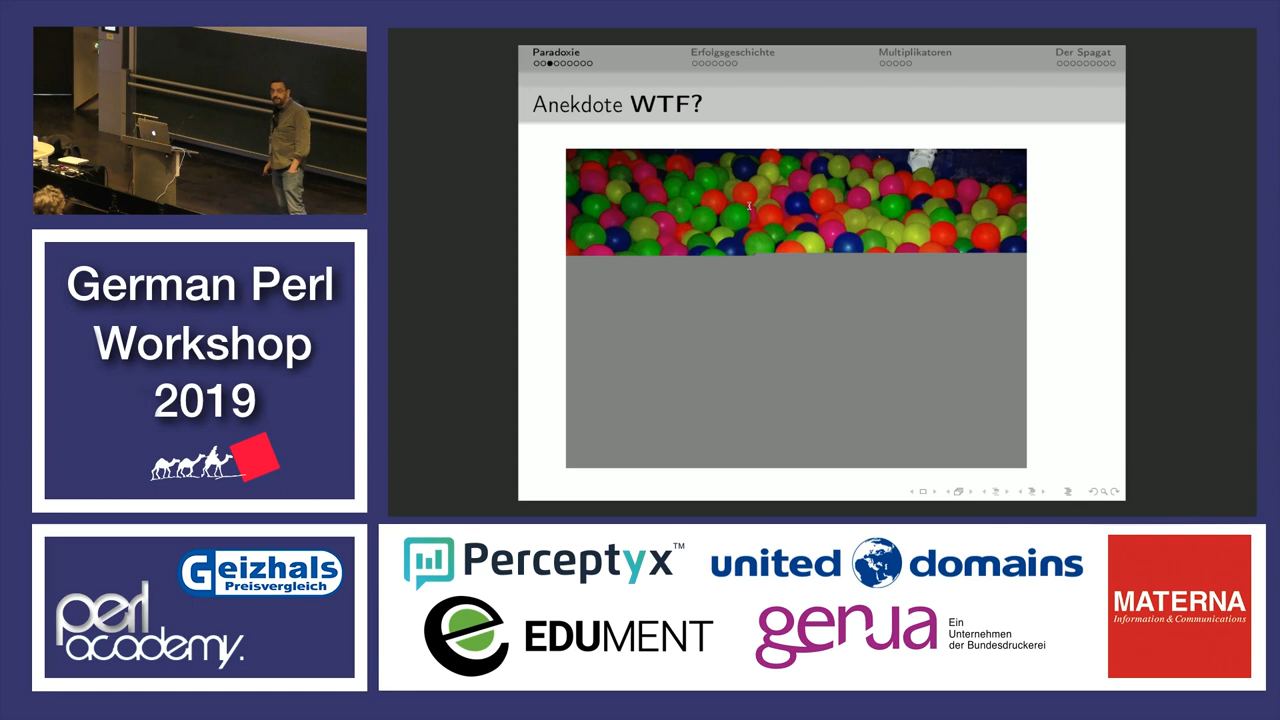 Paradoxie
Erfolgsgeschichte
Multiplikatoren
Der Spagat
Anekdote WTF?
German Perl
Workshop
2019
Geizhals
Preisvergleich
perl
academy.
Perceptyx™
united domains
EDUMENT
genua
Ein
Unternehmen
der Bundesdruckerei
MATERNA
Information & Communications